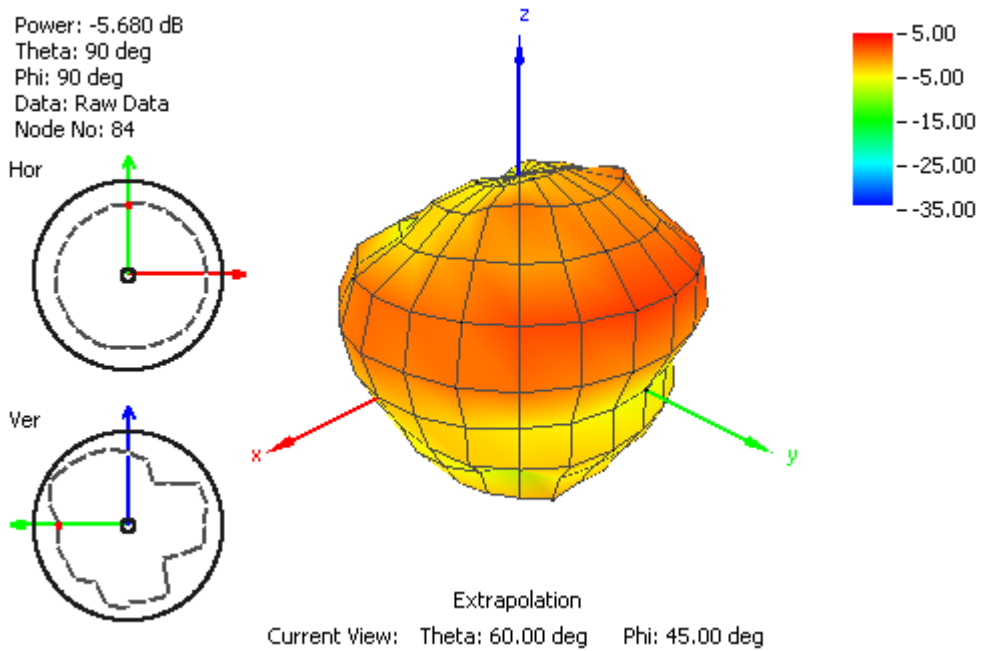 Power: -5.680 dB
Theta: 90 deg
Phi: 90 deg
Data: Raw Data
Node No: 84
Hor
Ver
z
x
y
5.00
-5.00
-15.00
-25.00
-35.00
Extrapolation
Current View: Theta: 60.00 deg Phi: 45.00 deg